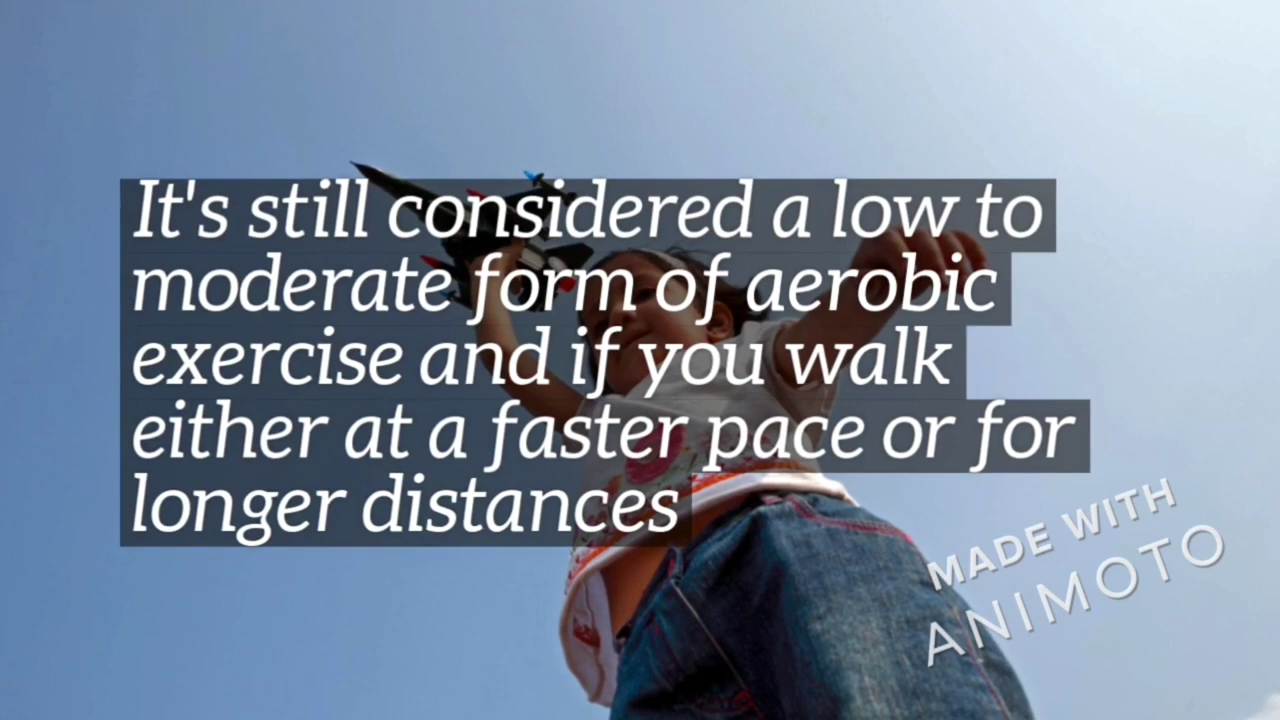 It's still considered a low to
moderate form of aerobic
exercise and if you walk
either at a faster pace or for
longer distances
MADE WITH
ANIMOTO